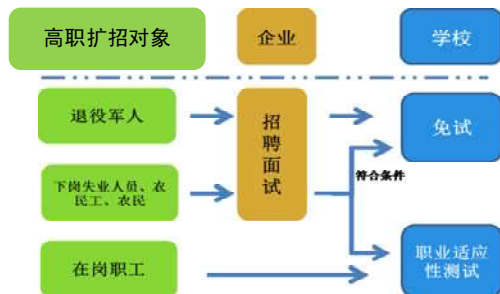 高职扩招对象
企业
学校
退役军人
招聘面试
免试
下岗失业人员、农
民工、农民
符合条件
在岗职工
职业适应
性测试